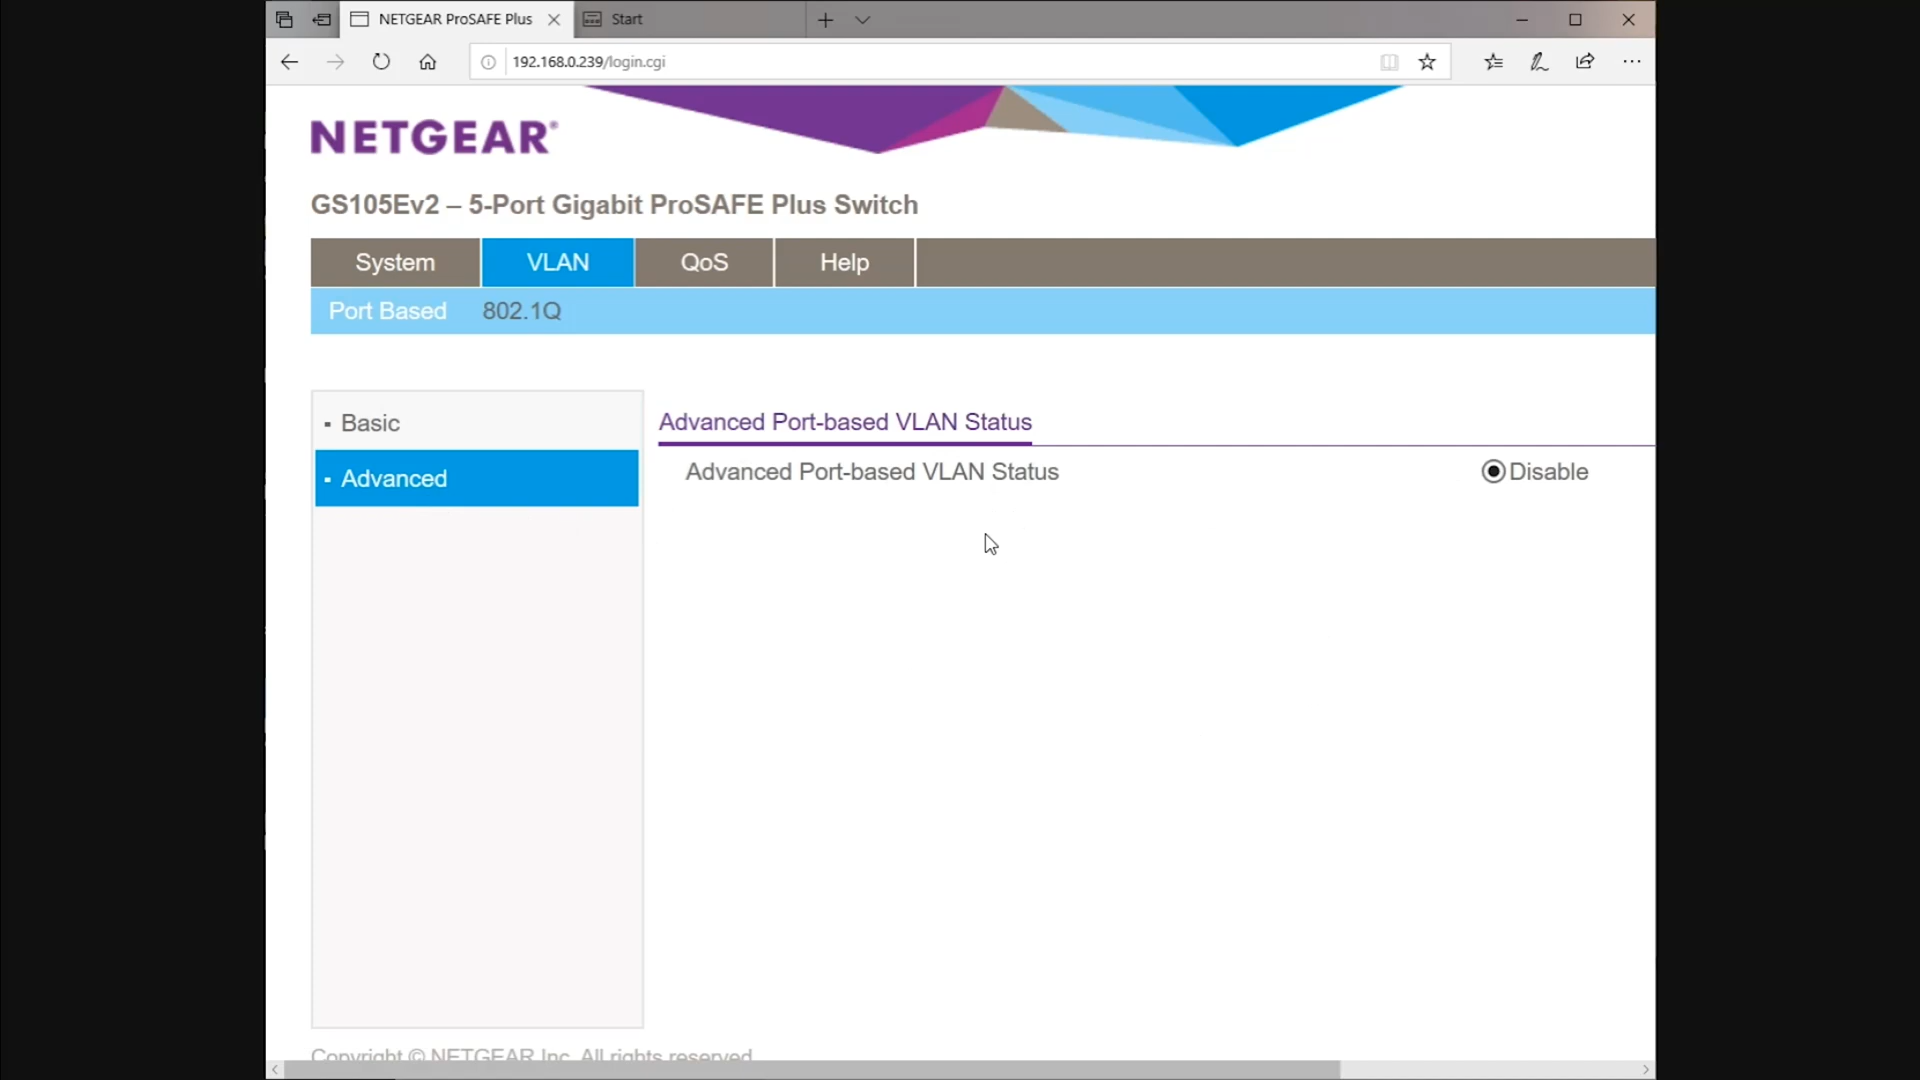 NETGEAR ProSAFE Plus
Start
192.168.0.239/login.cgi
NETGEAR®
GS105Ev2 – 5-Port Gigabit ProSAFE Plus Switch
System VLAN QoS Help
Port Based 802.1Q
Basic
Advanced
Advanced Port-based VLAN Status
Advanced Port-based VLAN Status Disable
Copyright © NETGEAR Inc. All rights reserved